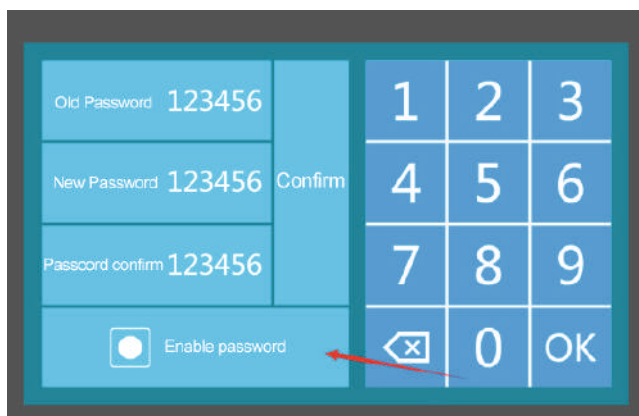 Old Password 123456
New Password 123456
Passcord confirm 123456
Confirm
Enable password
1 2 3
4 5 6
7 8 9
0 OK